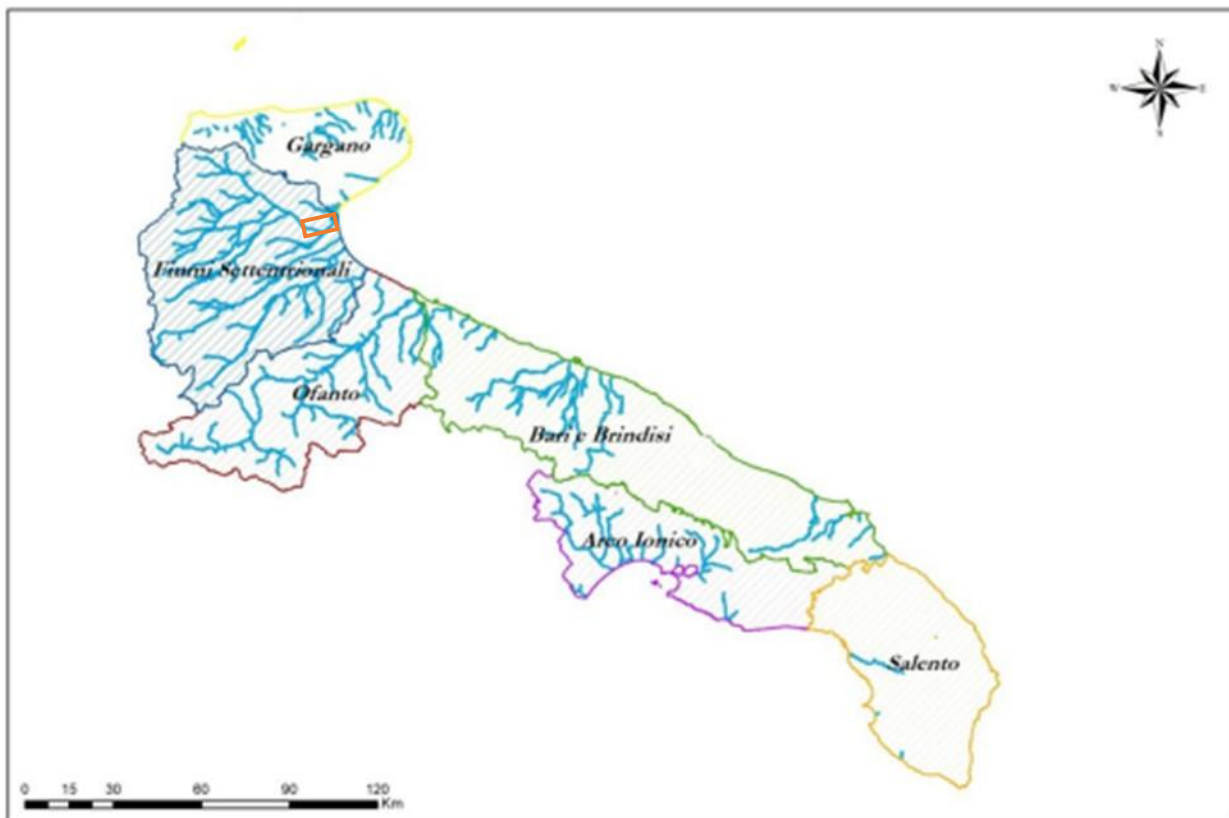 N
W E
S
Gargano
Fiumi Settentrionali
Ofanto
Bari e Brindisi
Arco Ionico
Salento
0 15 30 60 90 120
Km